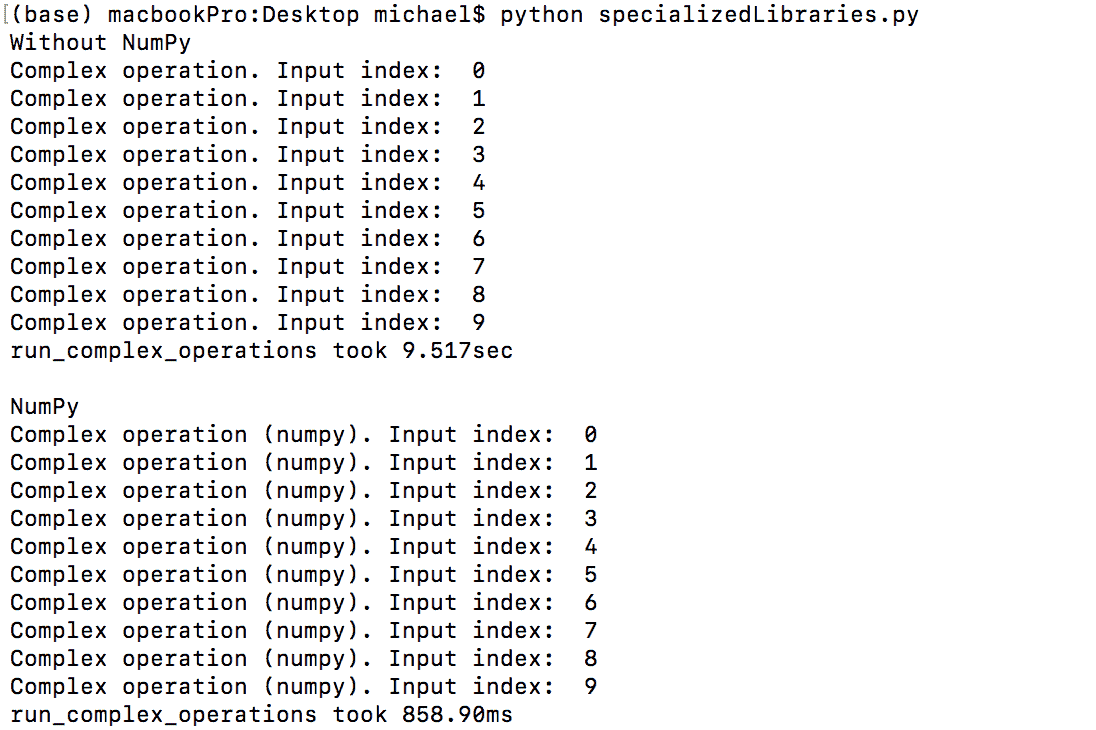 [(base) macbookPro:Desktop michael$ python specializedLibraries.py
Without NumPy
Complex operation. Input index:  0
Complex operation. Input index:  1
Complex operation. Input index:  2
Complex operation. Input index:  3
Complex operation. Input index:  4
Complex operation. Input index:  5
Complex operation. Input index:  6
Complex operation. Input index:  7
Complex operation. Input index:  8
Complex operation. Input index:  9
run_complex_operations took 9.517sec
NumPy
Complex operation (numpy). Input index:  0
Complex operation (numpy). Input index:  1
Complex operation (numpy). Input index:  2
Complex operation (numpy). Input index:  3
Complex operation (numpy). Input index:  4
Complex operation (numpy). Input index:  5
Complex operation (numpy). Input index:  6
Complex operation (numpy). Input index:  7
Complex operation (numpy). Input index:  8
Complex operation (numpy). Input index:  9
run_complex_operations took 858.90ms